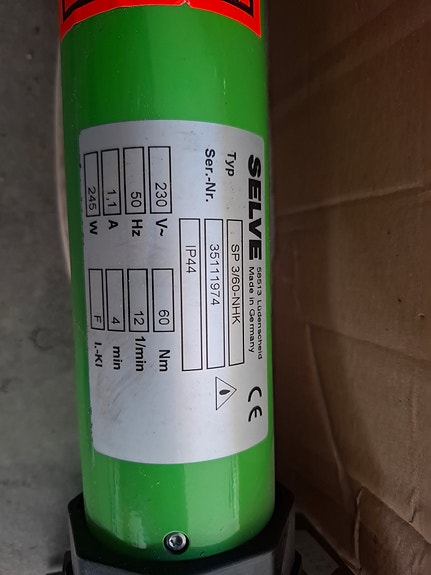 SELVE 58513 Lüdenscheid
Made in Germany
CE
Typ SP 3/60-NHK
Ser.-Nr. 35111974
IP44
230 V~ 60 Nm
50 Hz 12 1/min
1,1 A 4 min
245 W F I.-Kl